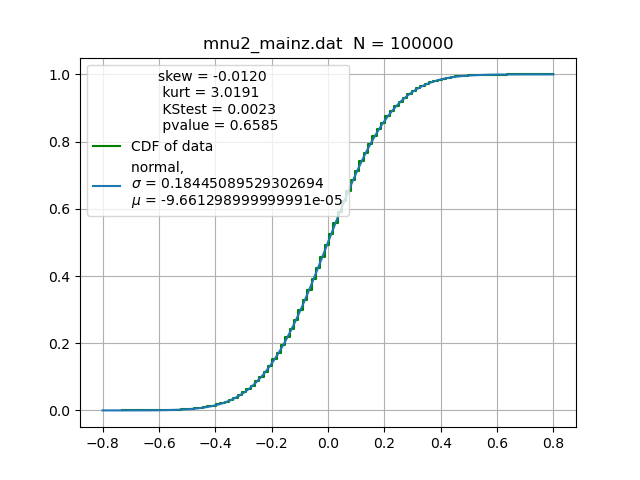 mnu2_mainz.dat  N = 100000
skew = -0.0120
kurt = 3.0191
KStest = 0.0023
pvalue = 0.6585
CDF of data
normal,
σ = 0.18445089529302694
μ = -9.661298999999991e-05
1.0
0.8
0.6
0.4
0.2
0.0
−0.8 −0.6 −0.4 −0.2 0.0 0.2 0.4 0.6 0.8